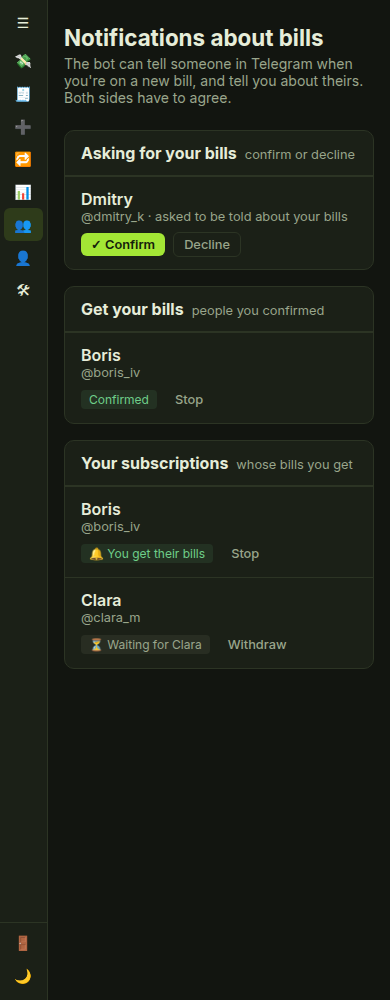 Notifications about bills
The bot can tell someone in Telegram when
you're on a new bill, and tell you about theirs.
Both sides have to agree.
Asking for your bills confirm or decline
Dmitry
@dmitry_k · asked to be told about your bills
✓ Confirm Decline
Get your bills people you confirmed
Boris
@boris_iv
Confirmed Stop
Your subscriptions whose bills you get
Boris
@boris_iv
🔔 You get their bills Stop
Clara
@clara_m
⏳ Waiting for Clara Withdraw